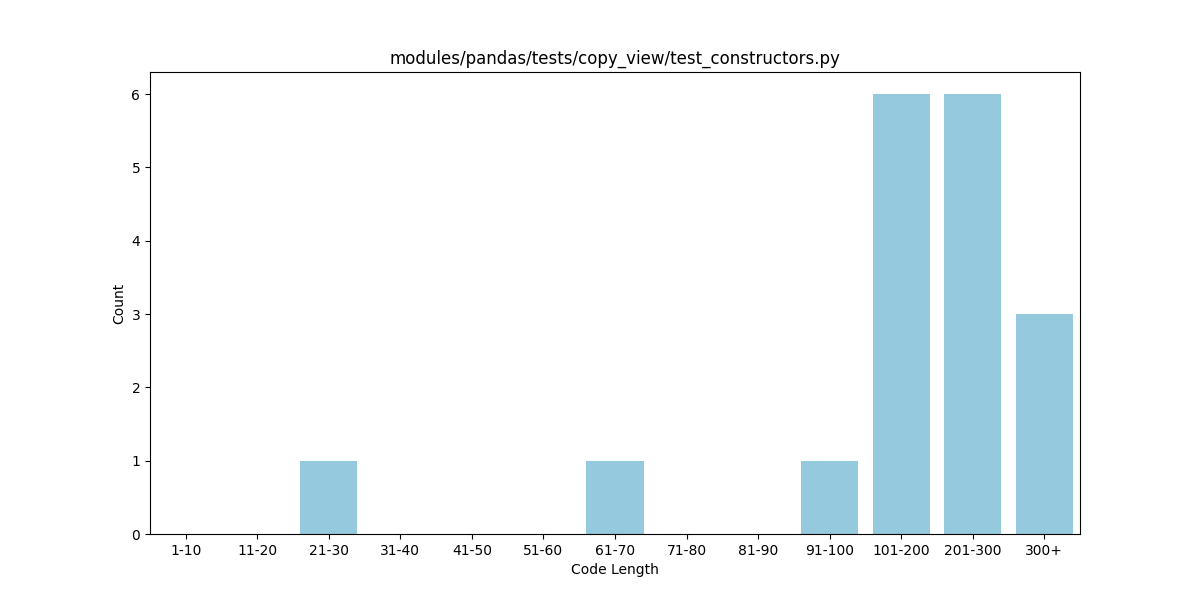 modules/pandas/tests/copy_view/test_constructors.py
Count
6
5
4
3
2
1
0
1-10 11-20 21-30 31-40 41-50 51-60 61-70 71-80 81-90 91-100 101-200 201-300 300+
Code Length